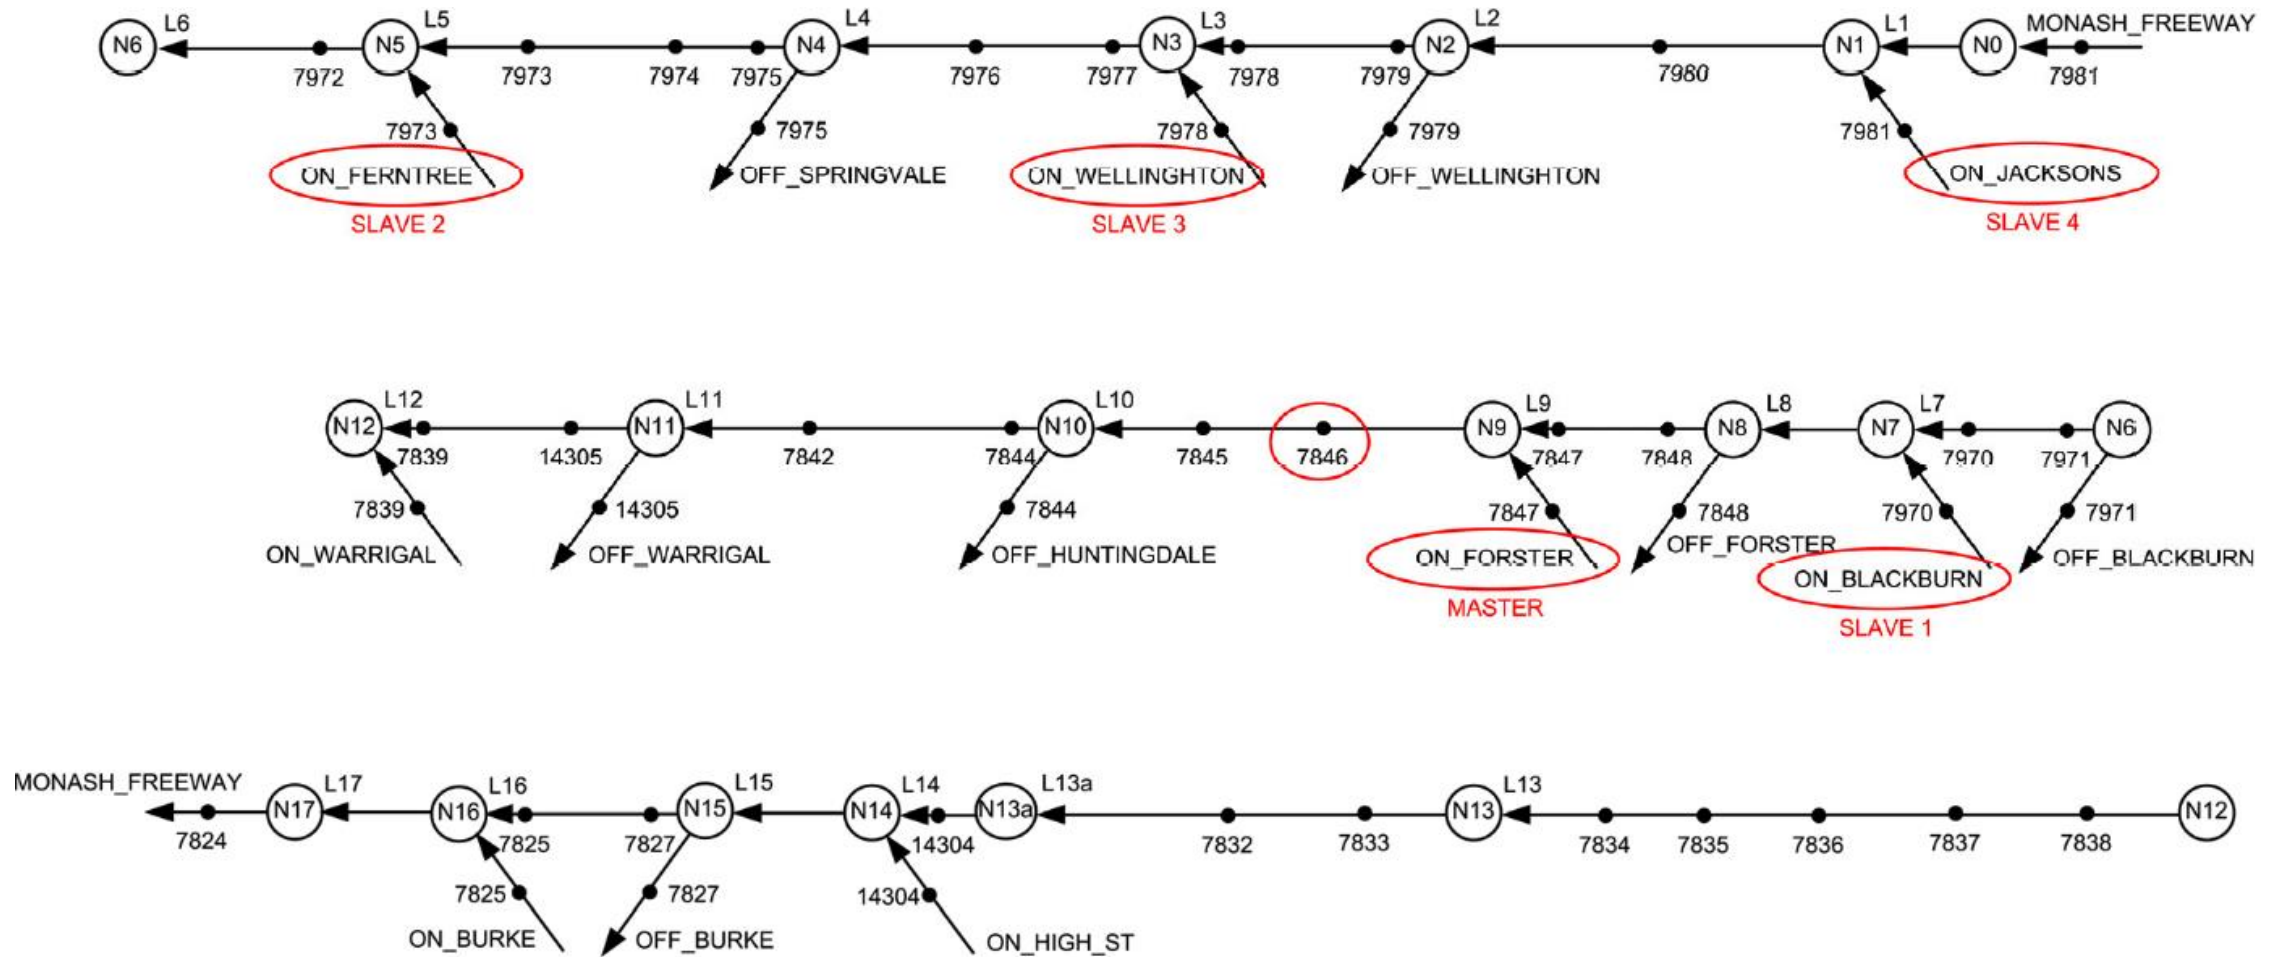 L6 L5 L4 L3 L2 L1 MONASH_FREEWAY
N6 N5 N4 N3 N2 N1 N0
7972 7973 7974 7975 7976 7977 7978 7979 7980 7981
7973 7975 7978 7979 7981
ON_FERNTREE OFF_SPRINGVALE ON_WELLINGHTON OFF_WELLINGHTON ON_JACKSONS
SLAVE 2 SLAVE 3 SLAVE 4
L12 L11 L10 L9 L8 L7
N12 N11 N10 N9 N8 N7 N6
7839 14305 7842 7844 7845 7846 7847 7848 7970 7971
7839 14305 7844 7847 7848 7970 7971
ON_WARRIGAL OFF_WARRIGAL OFF_HUNTINGDALE ON_FORSTER OFF_FORSTER ON_BLACKBURN OFF_BLACKBURN
MASTER SLAVE 1
MONASH_FREEWAY L17 L16 L15 L14 L13a L13
N17 N16 N15 N14 N13a N13 N12
7824 7825 7827 14304 7832 7833 7834 7835 7836 7837 7838
7825 7827 14304
ON_BURKE OFF_BURKE ON_HIGH_ST